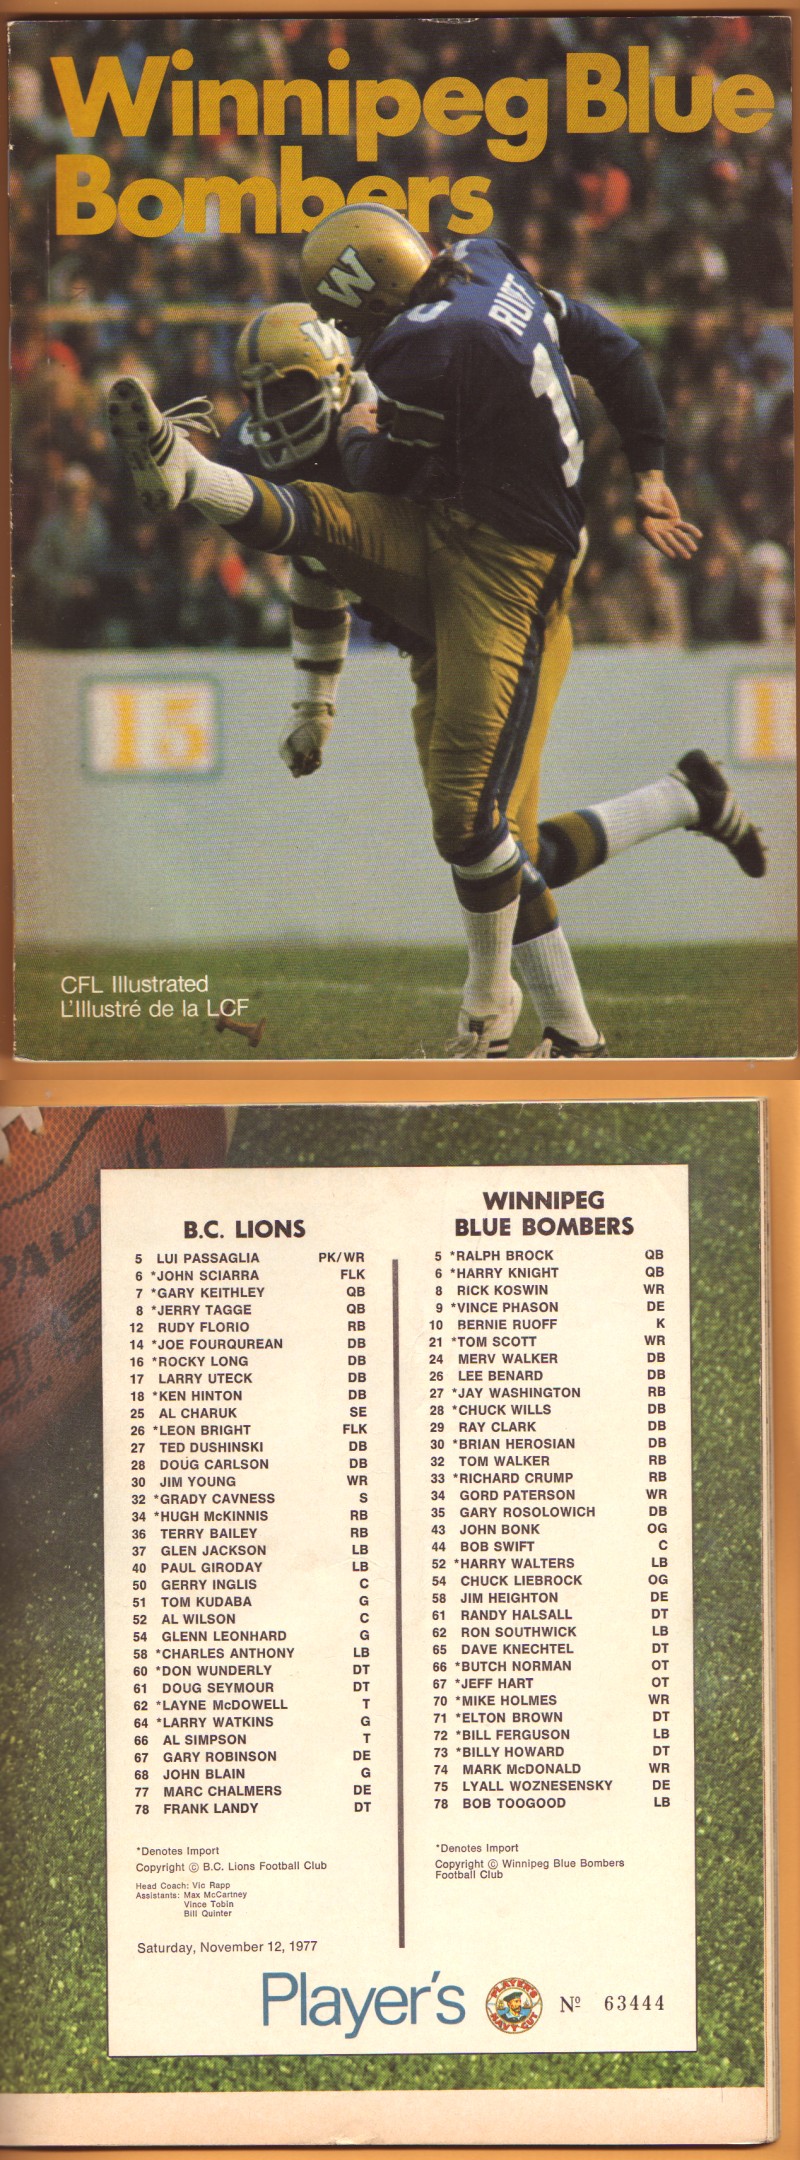 Winnipeg Blue
Bombers
W
W
15
1
CFL Illustrated
L'Illustré de la LCF
B.C. LIONS
5 LUI PASSAGLIA PK/WR
6 *JOHN SCIARRA FLK
7 *GARY KEITHLEY QB
8 *JERRY TAGGE QB
12 RUDY FLORIO RB
14 *JOE FOURQUREAN DB
16 *ROCKY LONG DB
17 LARRY UTECK DB
18 *KEN HINTON DB
25 AL CHARUK SE
26 *LEON BRIGHT FLK
27 TED DUSHINSKI DB
28 DOUG CARLSON DB
30 JIM YOUNG WR
32 *GRADY CAVNESS S
34 *HUGH McKINNIS RB
36 TERRY BAILEY RB
37 GLEN JACKSON LB
40 PAUL GIRODAY LB
50 GERRY INGLIS C
51 TOM KUDABA G
52 AL WILSON C
54 GLENN LEONHARD G
58 *CHARLES ANTHONY LB
60 *DON WUNDERLY DT
61 DOUG SEYMOUR DT
62 *LAYNE McDOWELL T
64 *LARRY WATKINS G
66 AL SIMPSON T
67 GARY ROBINSON DE
68 JOHN BLAIN G
77 MARC CHALMERS DE
78 FRANK LANDY DT
*Denotes Import
Copyright © B.C. Lions Football Club
Head Coach: Vic Rapp
Assistants: Max McCartney
Vince Tobin
Bill Quinter
Saturday, November 12, 1977
WINNIPEG
BLUE BOMBERS
5 *RALPH BROCK QB
6 *HARRY KNIGHT QB
8 RICK KOSWIN WR
9 *VINCE PHASON DE
10 BERNIE RUOFF K
21 *TOM SCOTT WR
24 MERV WALKER DB
26 LEE BENARD DB
27 *JAY WASHINGTON RB
28 *CHUCK WILLS DB
29 RAY CLARK DB
30 *BRIAN HEROSIAN DB
32 TOM WALKER RB
33 *RICHARD CRUMP RB
34 GORD PATERSON WR
35 GARY ROSOLOWICH DB
43 JOHN BONK OG
44 BOB SWIFT C
52 *HARRY WALTERS LB
54 CHUCK LIEBROCK OG
58 JIM HEIGHTON DE
61 RANDY HALSALL DT
62 RON SOUTHWICK LB
65 DAVE KNECHTEL DT
66 *BUTCH NORMAN OT
67 *JEFF HART OT
70 *MIKE HOLMES WR
71 *ELTON BROWN DT
72 *BILL FERGUSON LB
73 *BILLY HOWARD DT
74 MARK McDONALD WR
75 LYALL WOZNESENSKY DE
78 BOB TOOGOOD LB
*Denotes Import
Copyright © Winnipeg Blue Bombers
Football Club
Player's
PLAYER'S
NAVY CUT
Nº 63444